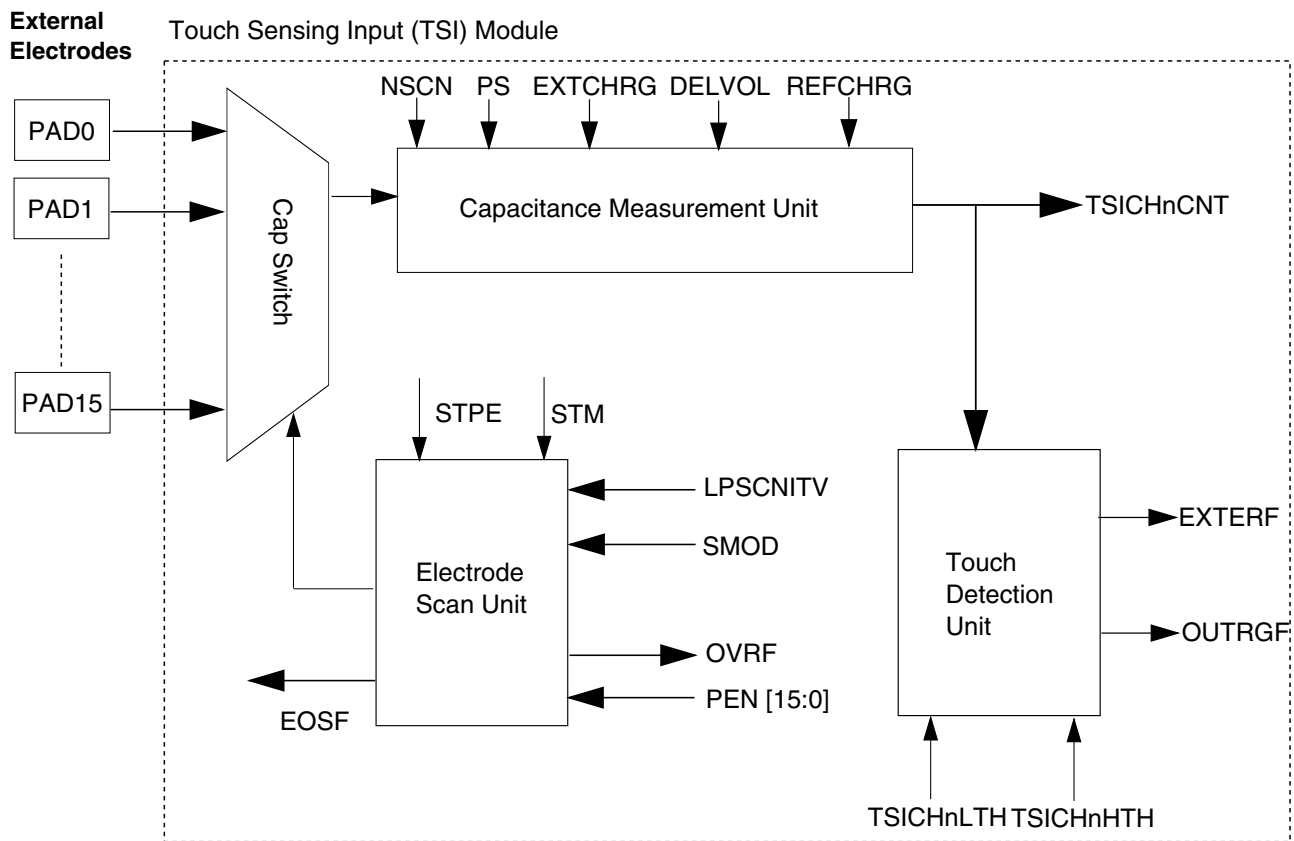 External
Electrodes
Touch Sensing Input (TSI) Module
NSCN PS EXTCHRG DELVOL REFCHRG
PAD0
PAD1
PAD15
Cap Switch
Capacitance Measurement Unit
TSICHnCNT
STPE
STM
LPSCNITV
SMOD
Electrode
Scan Unit
OVRF
PEN [15:0]
EOSF
Touch
Detection
Unit
EXTERF
OUTRGF
TSICHnLTH TSICHnHTH